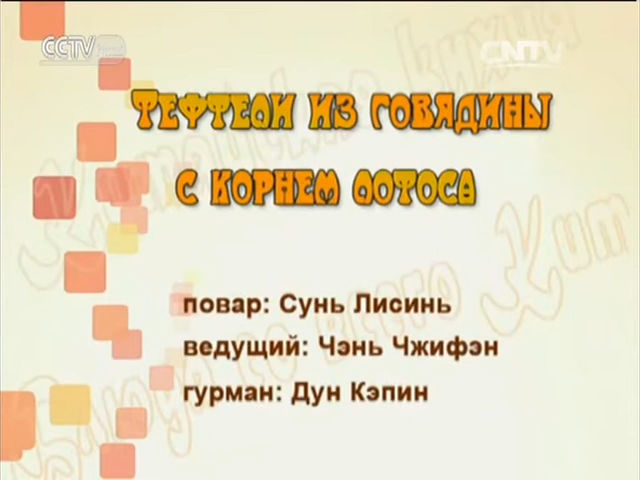 CCTV
CNTV
Тефтели из говядины
с корнем лотоса
повар: Сунь Лисинь
ведущий: Чэнь Чжифэн
гурман: Дун Кэпин